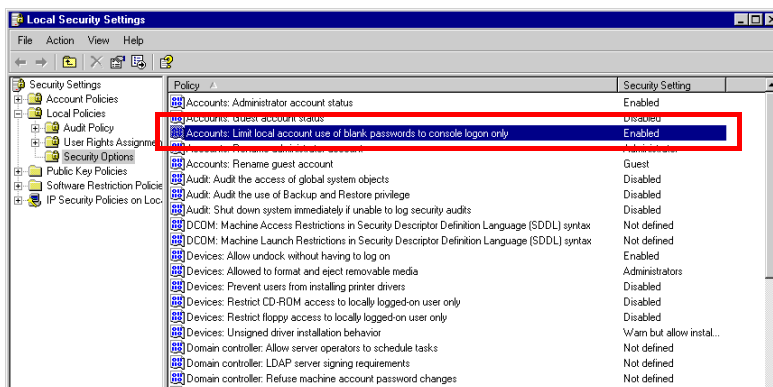 Local Security Settings
File Action View Help
Security Settings
Account Policies
Local Policies
Audit Policy
User Rights Assignmen
Security Options
Public Key Policies
Software Restriction Policie
IP Security Policies on Loc
Policy Security Setting
Accounts: Administrator account status Enabled
Accounts: Guest account status Disabled
Accounts: Limit local account use of blank passwords to console logon only Enabled
Accounts: Rename administrator account Administrator
Accounts: Rename guest account Guest
Audit: Audit the access of global system objects Disabled
Audit: Audit the use of Backup and Restore privilege Disabled
Audit: Shut down system immediately if unable to log security audits Disabled
DCOM: Machine Access Restrictions in Security Descriptor Definition Language (SDDL) syntax Not defined
DCOM: Machine Launch Restrictions in Security Descriptor Definition Language (SDDL) syntax Not defined
Devices: Allow undock without having to log on Enabled
Devices: Allowed to format and eject removable media Administrators
Devices: Prevent users from installing printer drivers Disabled
Devices: Restrict CD-ROM access to locally logged-on user only Disabled
Devices: Restrict floppy access to locally logged-on user only Disabled
Devices: Unsigned driver installation behavior Warn but allow instal...
Domain controller: Allow server operators to schedule tasks Not defined
Domain controller: LDAP server signing requirements Not defined
Domain controller: Refuse machine account password changes Not defined